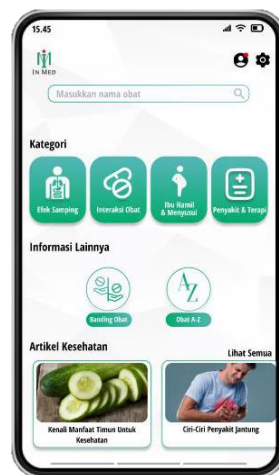 15.45
IN MED
Masukkan nama obat
Kategori
Efek Samping
Interaksi Obat
Ibu Hamil
& Menyusui
Penyakit & Terapi
Informasi Lainnya
Banding Obat
AZ
Obat A-Z
Artikel Kesehatan
Lihat Semua
Kenali Manfaat Timun Untuk
Kesehatan
Ciri-Ciri Penyakit Jantung